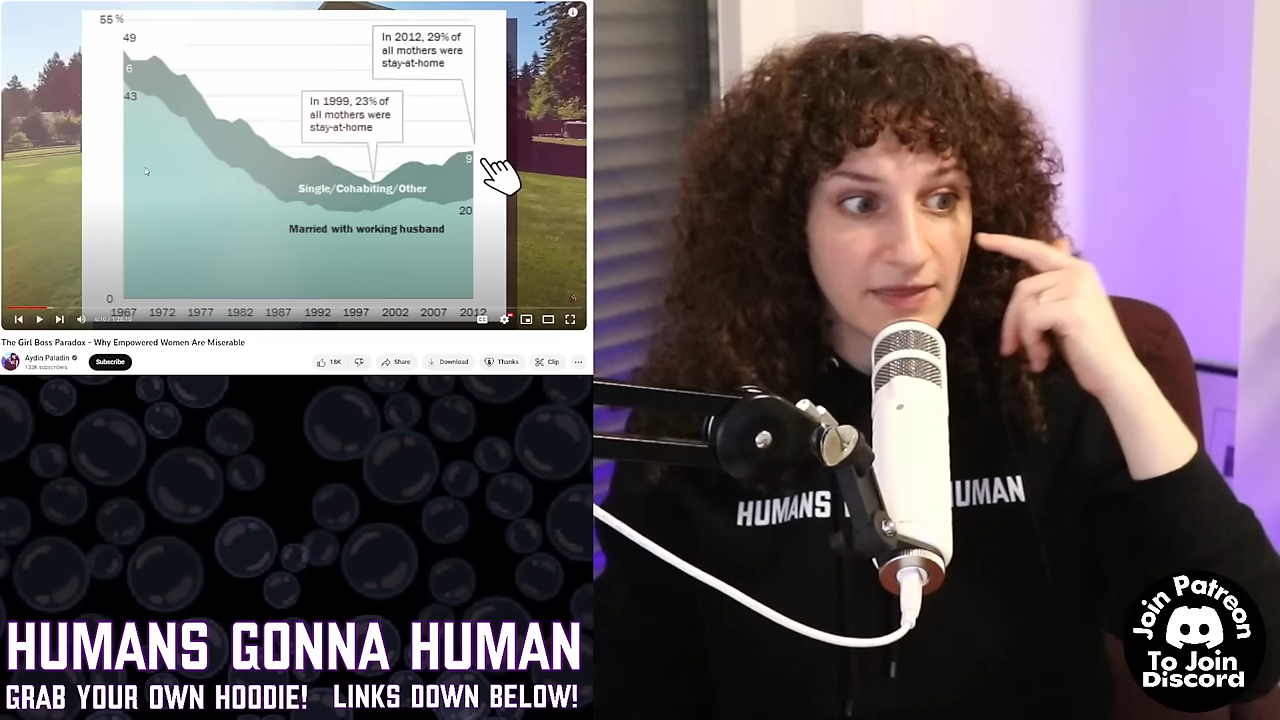 55 %
49
6
43
In 2012, 29% of
all mothers were
stay-at-home
In 1999, 23% of
all mothers were
stay-at-home
9
Single/Cohabiting/Other
20
Married with working husband
0
1967 1972 1977 1982 1987 1992 1997 2002 2007 2012
The Girl Boss Paradox - Why Empowered Women Are Miserable
Aydin Paladin
133K subscribers
Subscribe
18K
Share
Download
Thanks
Clip
HUMANS HUMAN
HUMANS GONNA HUMAN
GRAB YOUR OWN HOODIE! LINKS DOWN BELOW!
Join Patreon
To Join
Discord